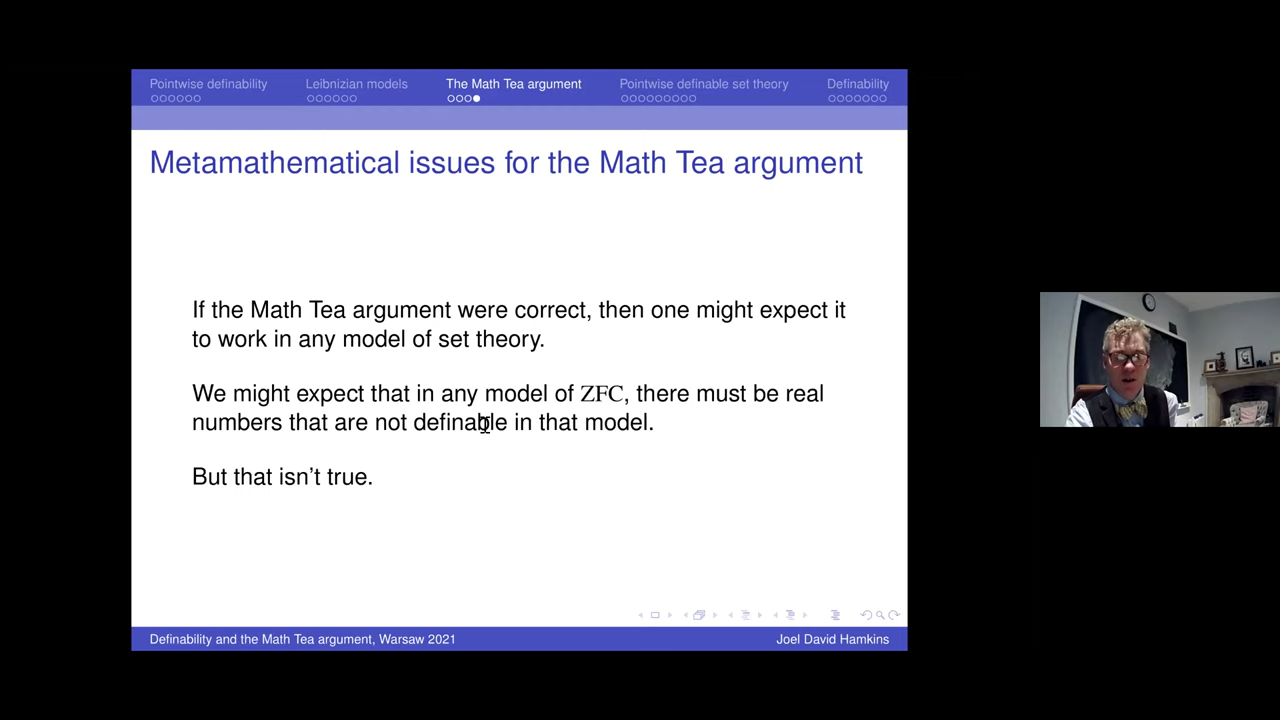 Pointwise definability Leibnizian models The Math Tea argument Pointwise definable set theory Definability
Metamathematical issues for the Math Tea argument
If the Math Tea argument were correct, then one might expect it
to work in any model of set theory.
We might expect that in any model of ZFC, there must be real
numbers that are not definable in that model.
But that isn't true.
Definability and the Math Tea argument, Warsaw 2021 Joel David Hamkins